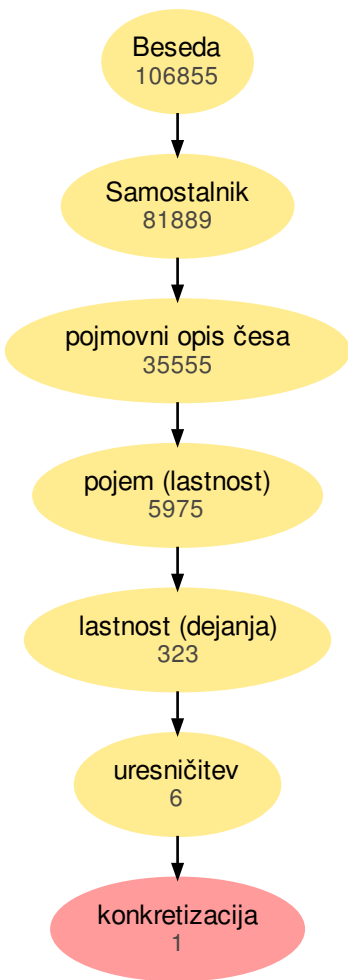 Beseda
106855
Samostalnik
81889
pojmovni opis česa
35555
pojem (lastnost)
5975
lastnost (dejanja)
323
uresničitev
6
konkretizacija
1